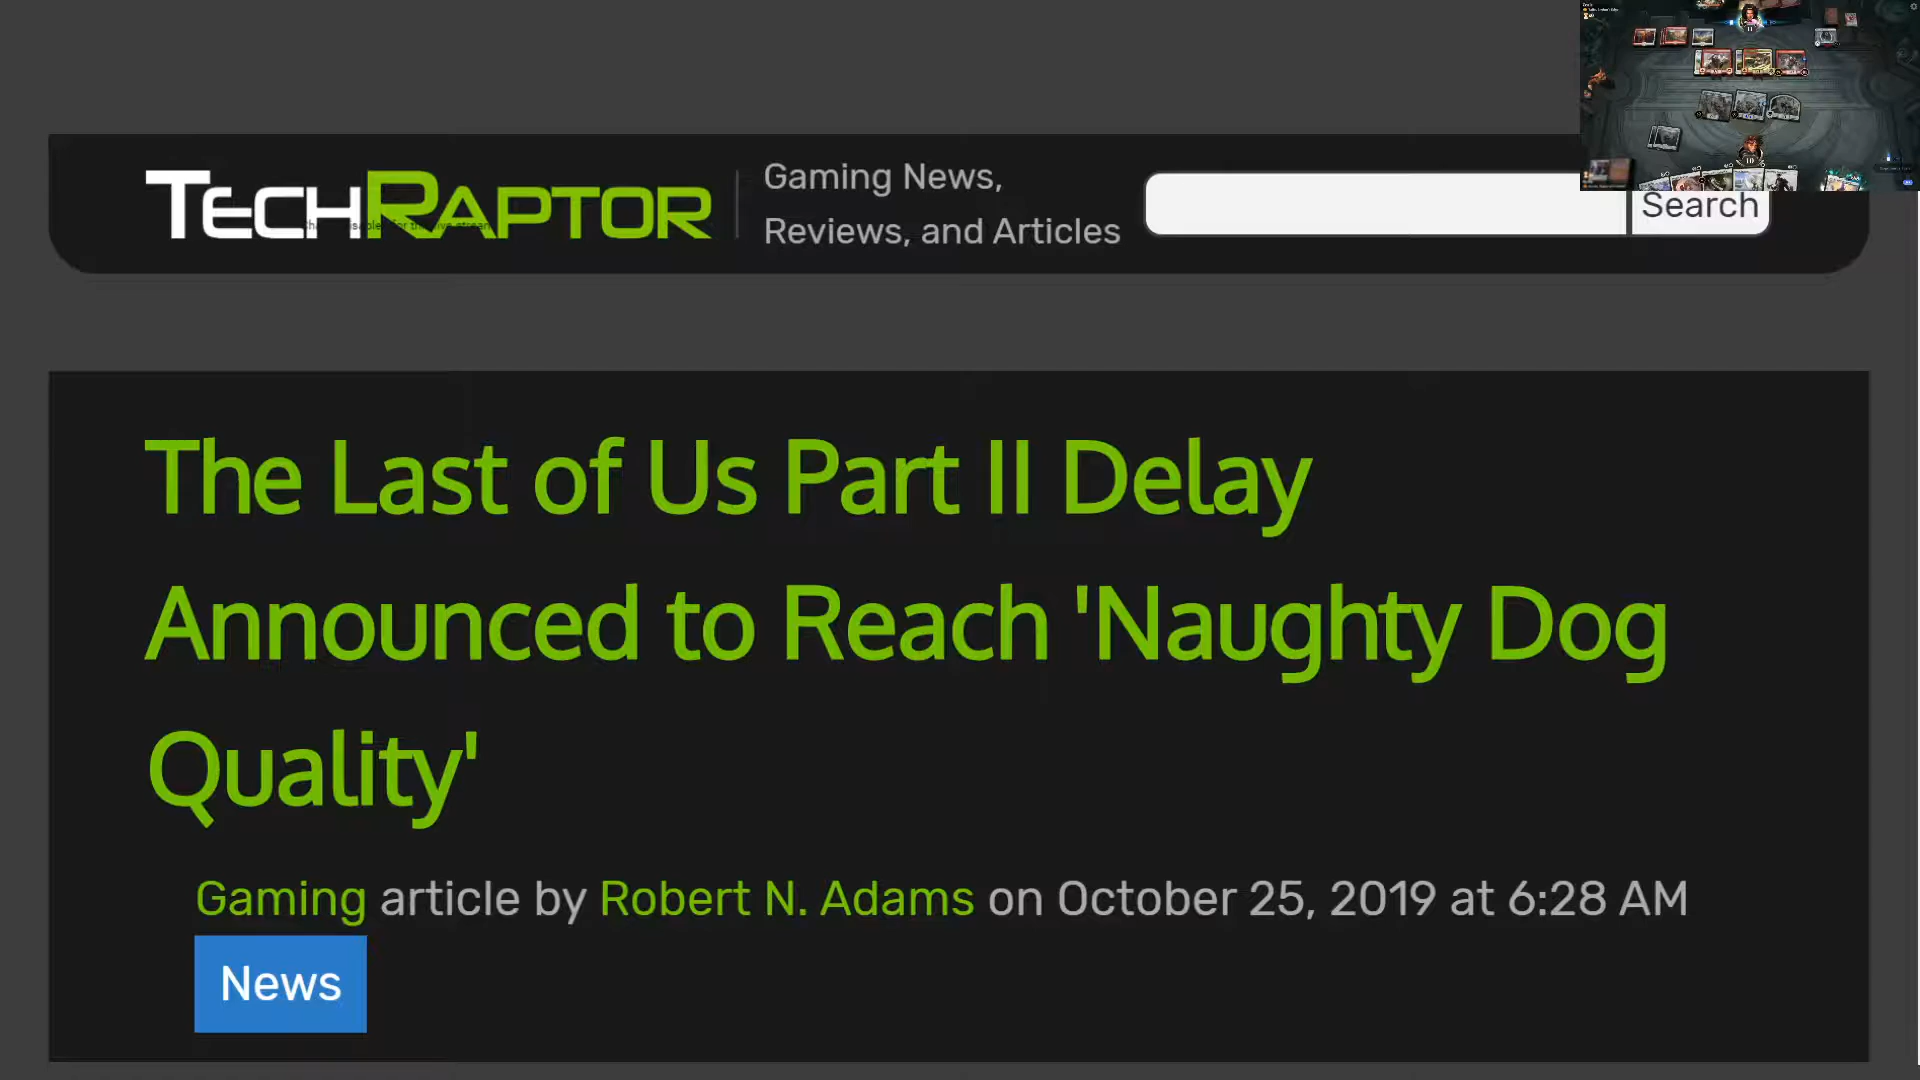 TECHRAPTOR
Gaming News,
Reviews, and Articles
Search
The Last of Us Part II Delay
Announced to Reach 'Naughty Dog
Quality'
Gaming article by Robert N. Adams on October 25, 2019 at 6:28 AM
News